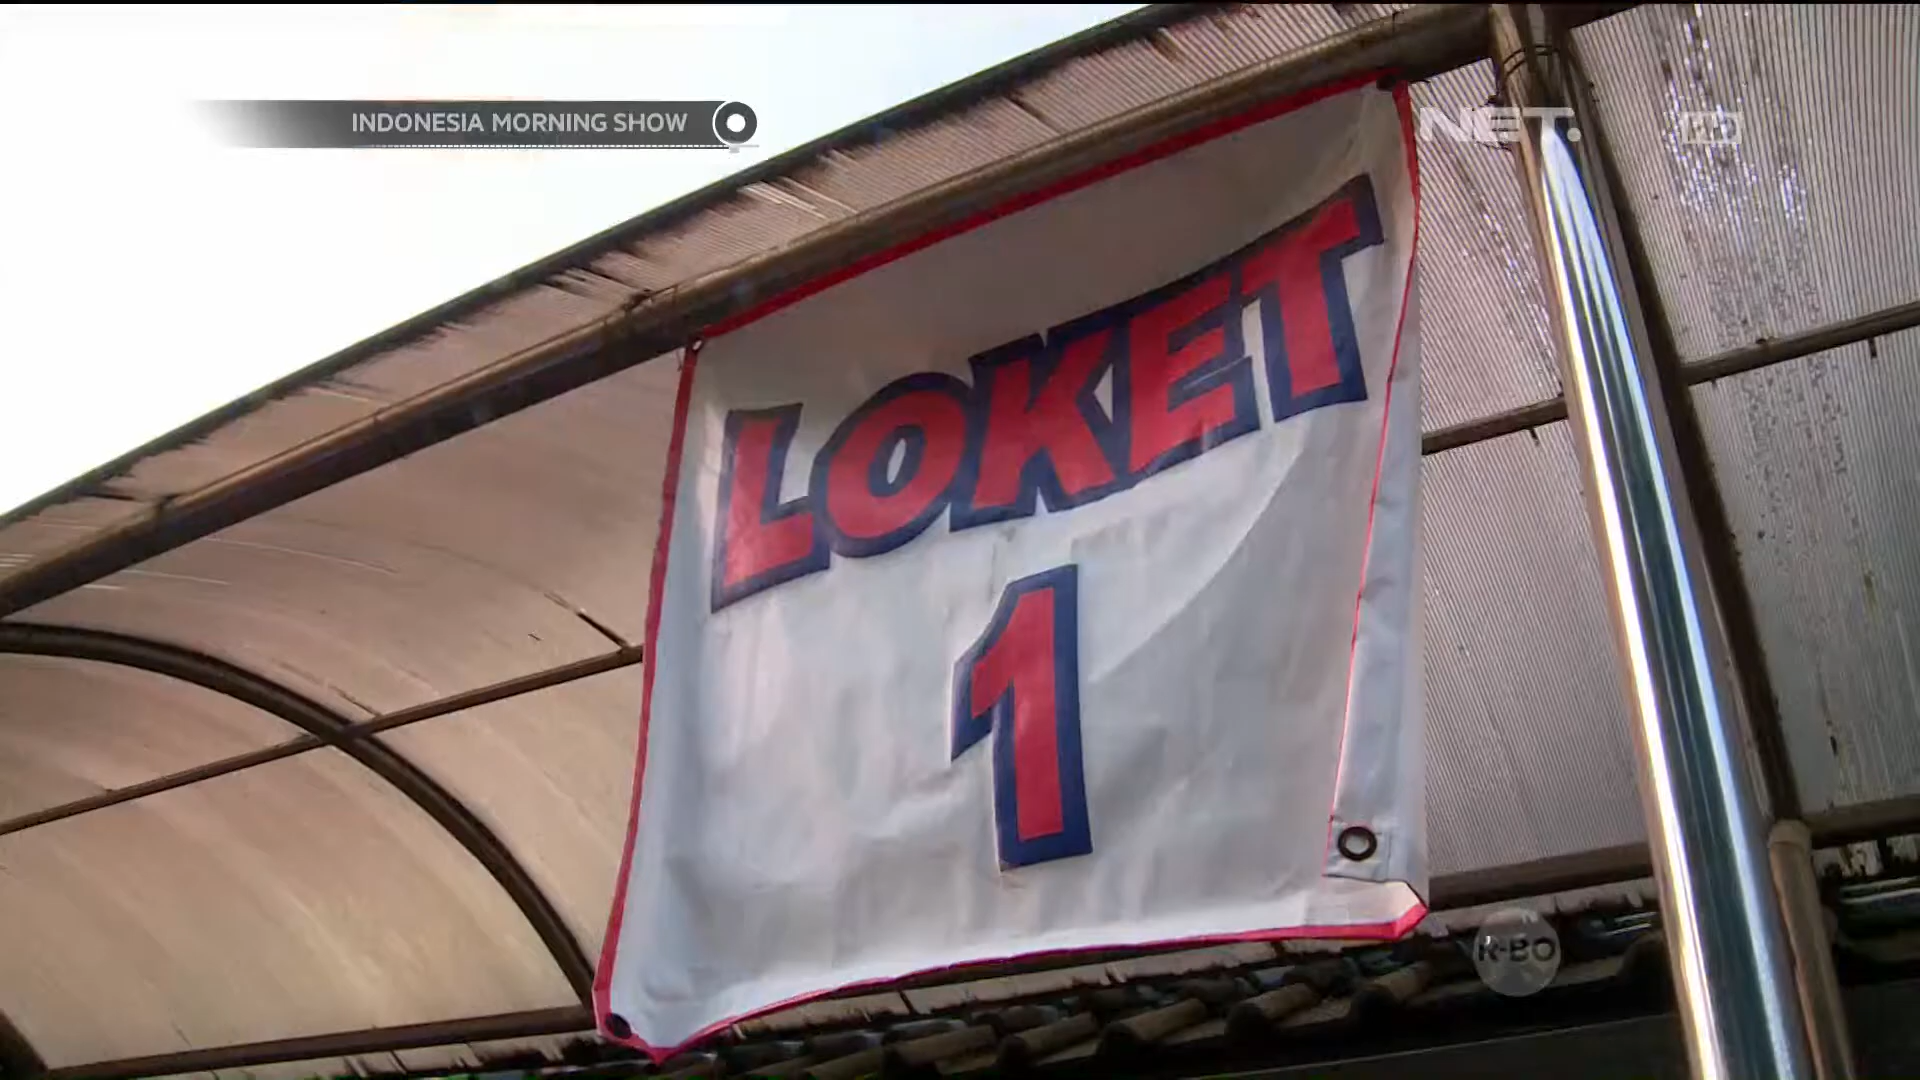 INDONESIA MORNING SHOW
NET.
HD
LOKET
1
R-BO